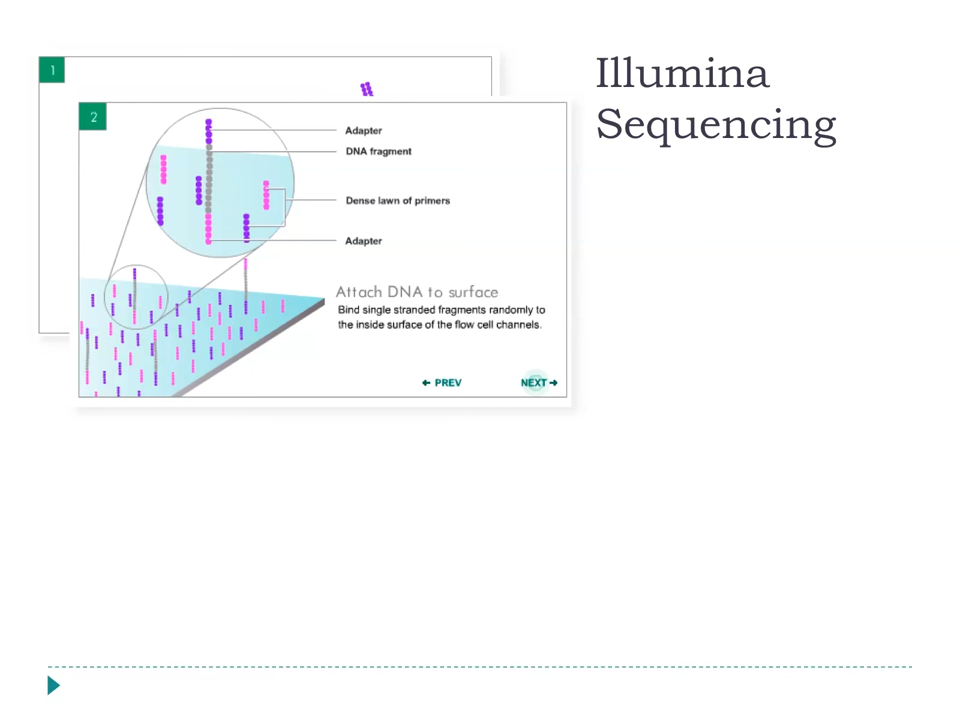 Illumina
Sequencing
1
2
Adapter
DNA fragment
Dense lawn of primers
Adapter
Attach DNA to surface
Bind single stranded fragments randomly to
the inside surface of the flow cell channels.
PREV
NEXT